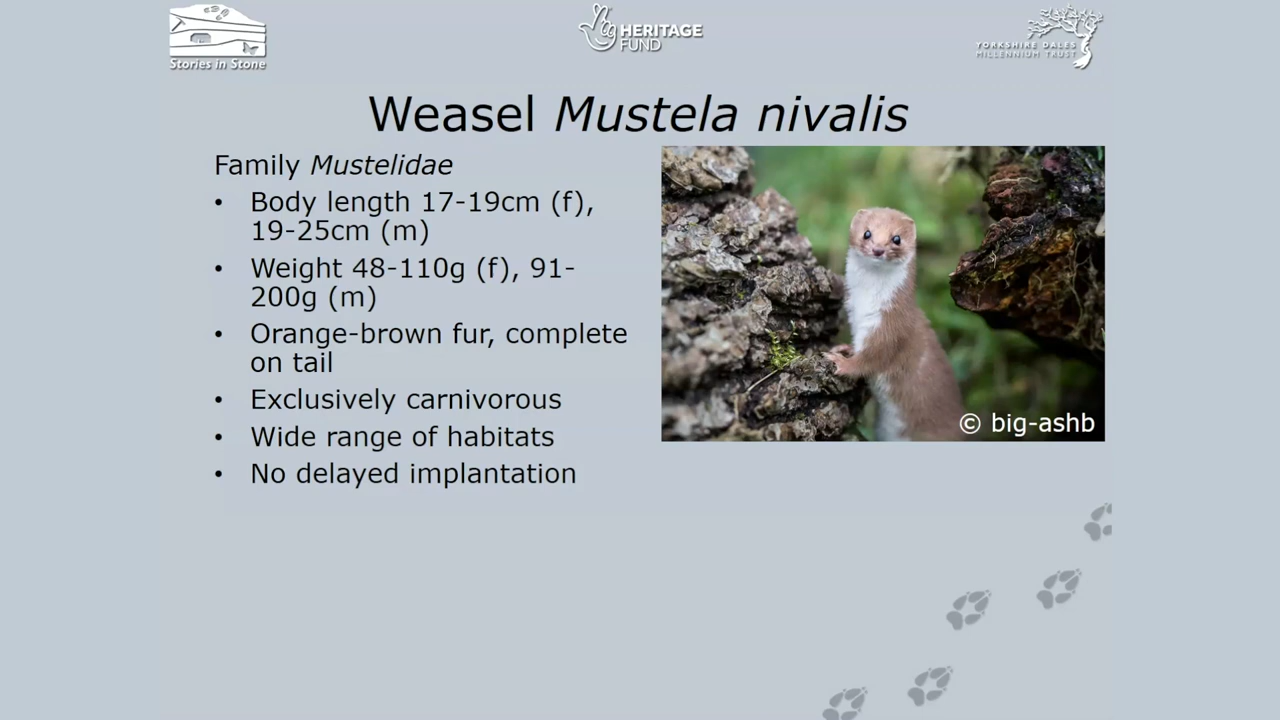 Stories in Stone
HERITAGE
FUND
YORKSHIRE DALES
MILLENNIUM TRUST
Weasel Mustela nivalis
Family Mustelidae
• Body length 17-19cm (f),
19-25cm (m)
• Weight 48-110g (f), 91-
200g (m)
• Orange-brown fur, complete
on tail
• Exclusively carnivorous
• Wide range of habitats
• No delayed implantation
© big-ashb